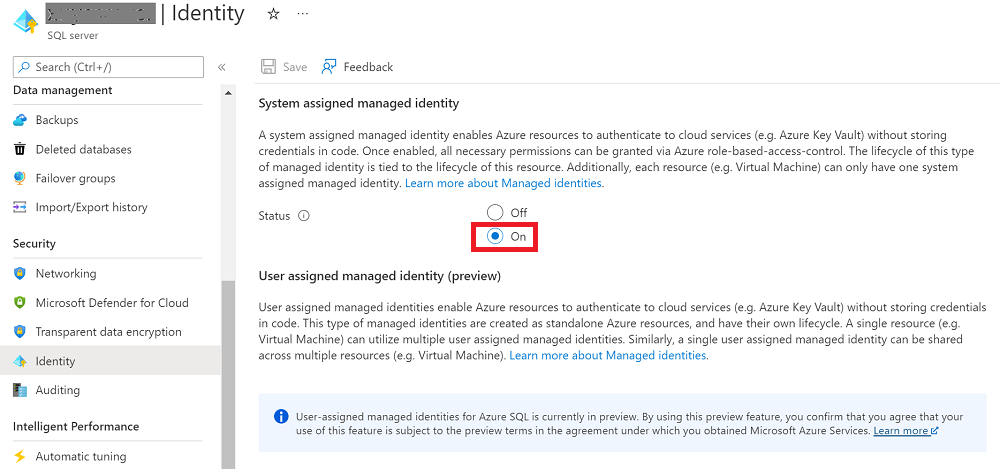 | Identity
SQL server
Search (Ctrl+/)
Save
Feedback
Data management
Backups
Deleted databases
Failover groups
Import/Export history
Security
Networking
Microsoft Defender for Cloud
Transparent data encryption
Identity
Auditing
Intelligent Performance
Automatic tuning
System assigned managed identity
A system assigned managed identity enables Azure resources to authenticate to cloud services (e.g. Azure Key Vault) without storing
credentials in code. Once enabled, all necessary permissions can be granted via Azure role-based-access-control. The lifecycle of this type
of managed identity is tied to the lifecycle of this resource. Additionally, each resource (e.g. Virtual Machine) can only have one system
assigned managed identity. Learn more about Managed identities.
Status
Off
On
User assigned managed identity (preview)
User assigned managed identities enable Azure resources to authenticate to cloud services (e.g. Azure Key Vault) without storing credentials
in code. This type of managed identities are created as standalone Azure resources, and have their own lifecycle. A single resource (e.g.
Virtual Machine) can utilize multiple user assigned managed identities. Similarly, a single user assigned managed identity can be shared
across multiple resources (e.g. Virtual Machine). Learn more about Managed identities.
User-assigned managed identities for Azure SQL is currently in preview. By using this preview feature, you confirm that you agree that your
use of this feature is subject to the preview terms in the agreement under which you obtained Microsoft Azure Services. Learn more